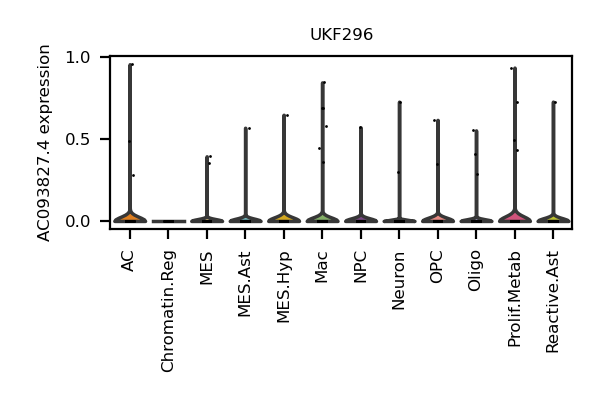 UKF296
AC093827.4 expression
1.0
0.5
0.0
AC
Chromatin.Reg
MES
MES.Ast
MES.Hyp
Mac
NPC
Neuron
OPC
Oligo
Prolif.Metab
Reactive.Ast